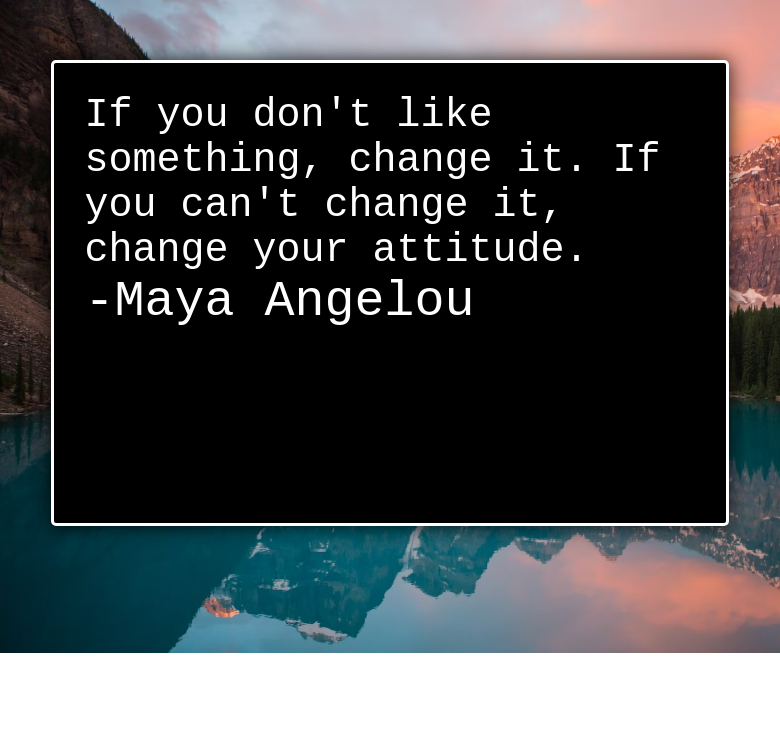 If you don't like
something, change it. If
you can't change it,
change your attitude.
-Maya Angelou